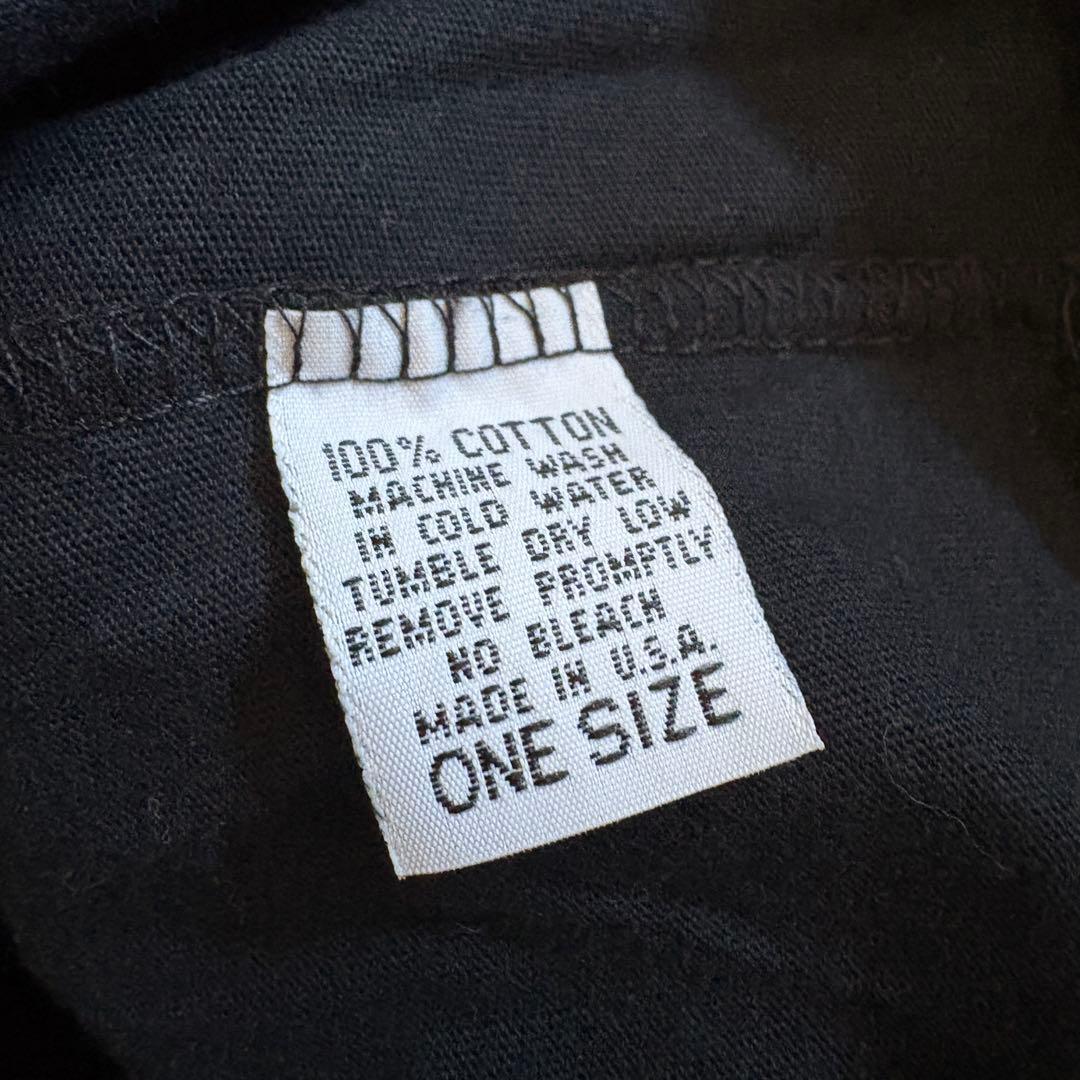 100% COTTON
MACHINE WASH
IN COLD WATER
TUMBLE DRY LOW
REMOVE PROMPTLY
NO BLEACH
MADE IN U.S.A.
ONE SIZE